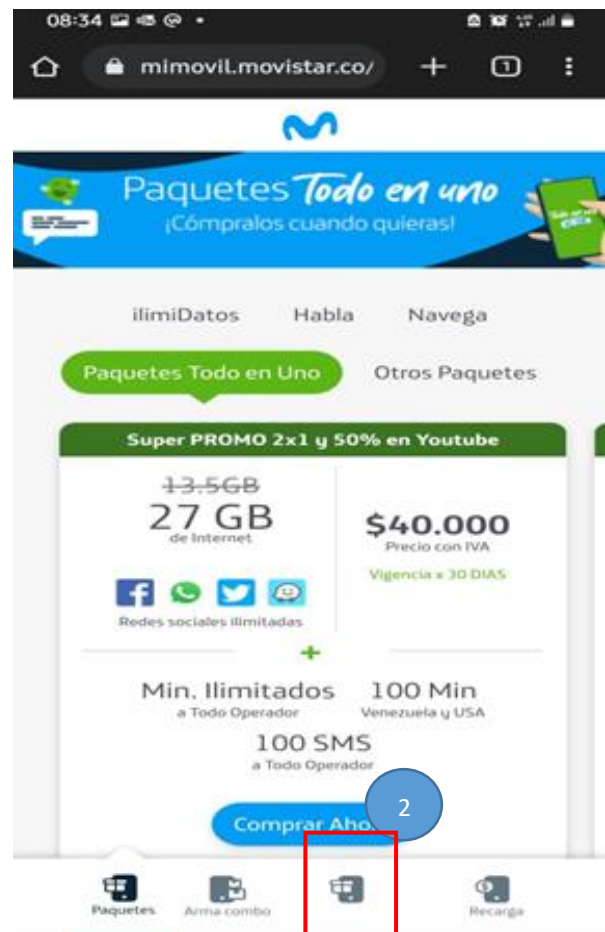 08:34
mimovil.movistar.co/
1
Paquetes Todo en uno
¡Cómpralos cuando quieras!
ilimiDatos Habla Navega
Paquetes Todo en Uno Otros Paquetes
Super PROMO 2x1 y 50% en Youtube
13.5GB
27 GB
de Internet
$40.000
Precio con IVA
Vigencia x 30 DIAS
Redes sociales ilimitadas
+
Min. Ilimitados
a Todo Operador
100 Min
Venezuela y USA
100 SMS
a Todo Operador
Comprar Aho
2
Paquetes Arma combo Recarga